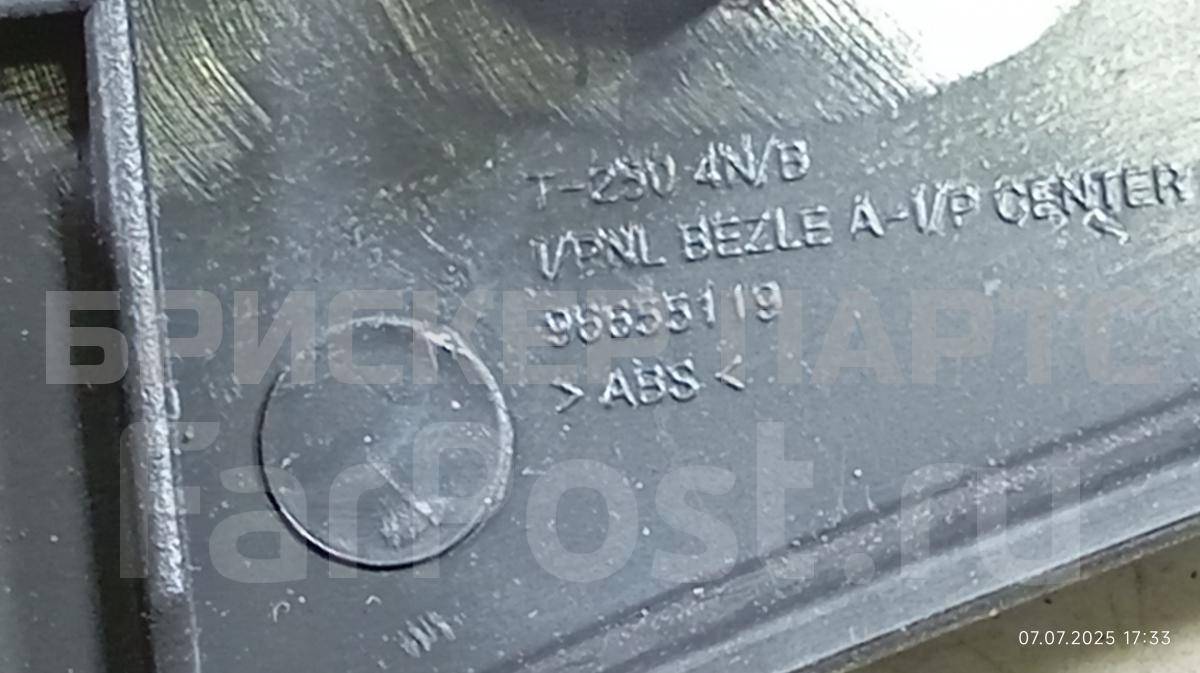 T-250 4N/B
I/PNL BEZLE A-I/P CENTER
96655119
> ABS <
БРИСКЕР ПАРТС
FarPost.ru
07.07.2025 17:33